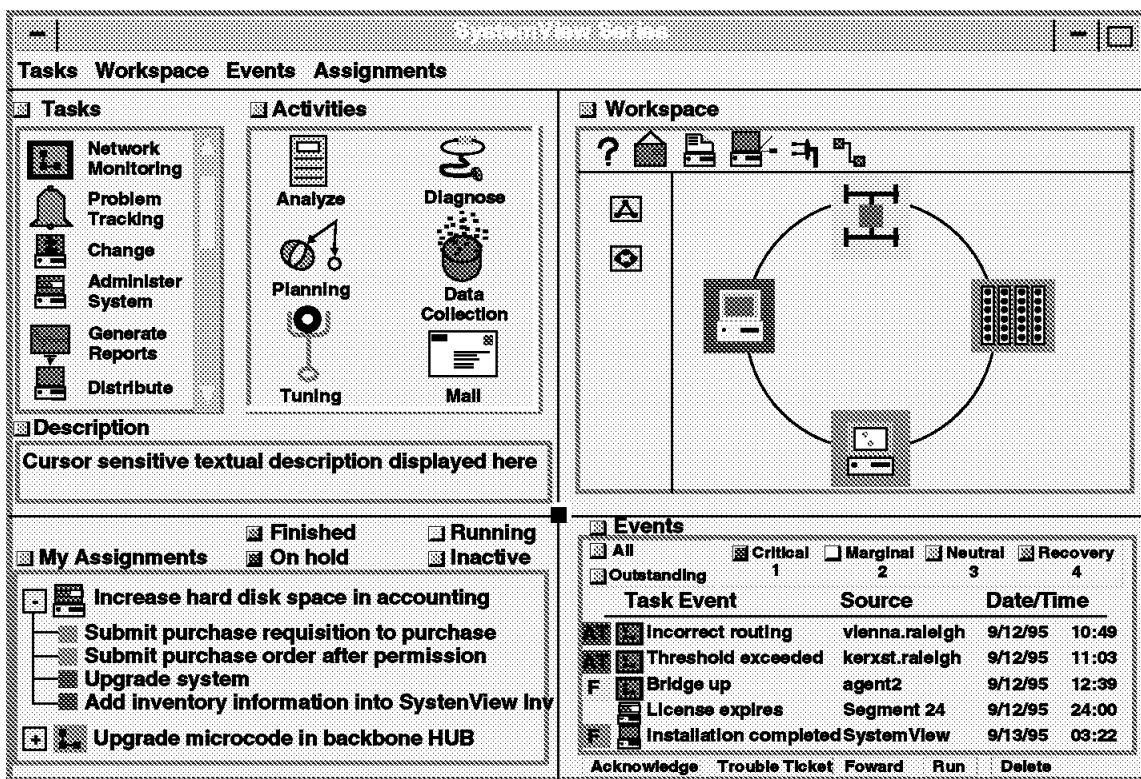 SystemView Series
Tasks Workspace Events Assignments
Tasks
Network
Monitoring
Problem
Tracking
Change
Administer
System
Generate
Reports
Distribute
Activities
Analyze
Diagnose
Planning
Data
Collection
Tuning
Mail
Description
Cursor sensitive textual description displayed here
Workspace
?
My Assignments
Finished
Running
On hold
Inactive
- Increase hard disk space in accounting
Submit purchase requisition to purchase
Submit purchase order after permission
Upgrade system
Add inventory information into SystenView Inv
+ Upgrade microcode in backbone HUB
Events
All Critical Marginal Neutral Recovery
Outstanding 1 2 3 4
Task Event Source Date/Time
AT Incorrect routing vienna.raleigh 9/12/95 10:49
AT Threshold exceeded kerxst.raleigh 9/12/95 11:03
F Bridge up agent2 9/12/95 12:39
License expires Segment 24 9/12/95 24:00
F Installation completed SystemView 9/13/95 03:22
Acknowledge Trouble Ticket Foward Run Delete